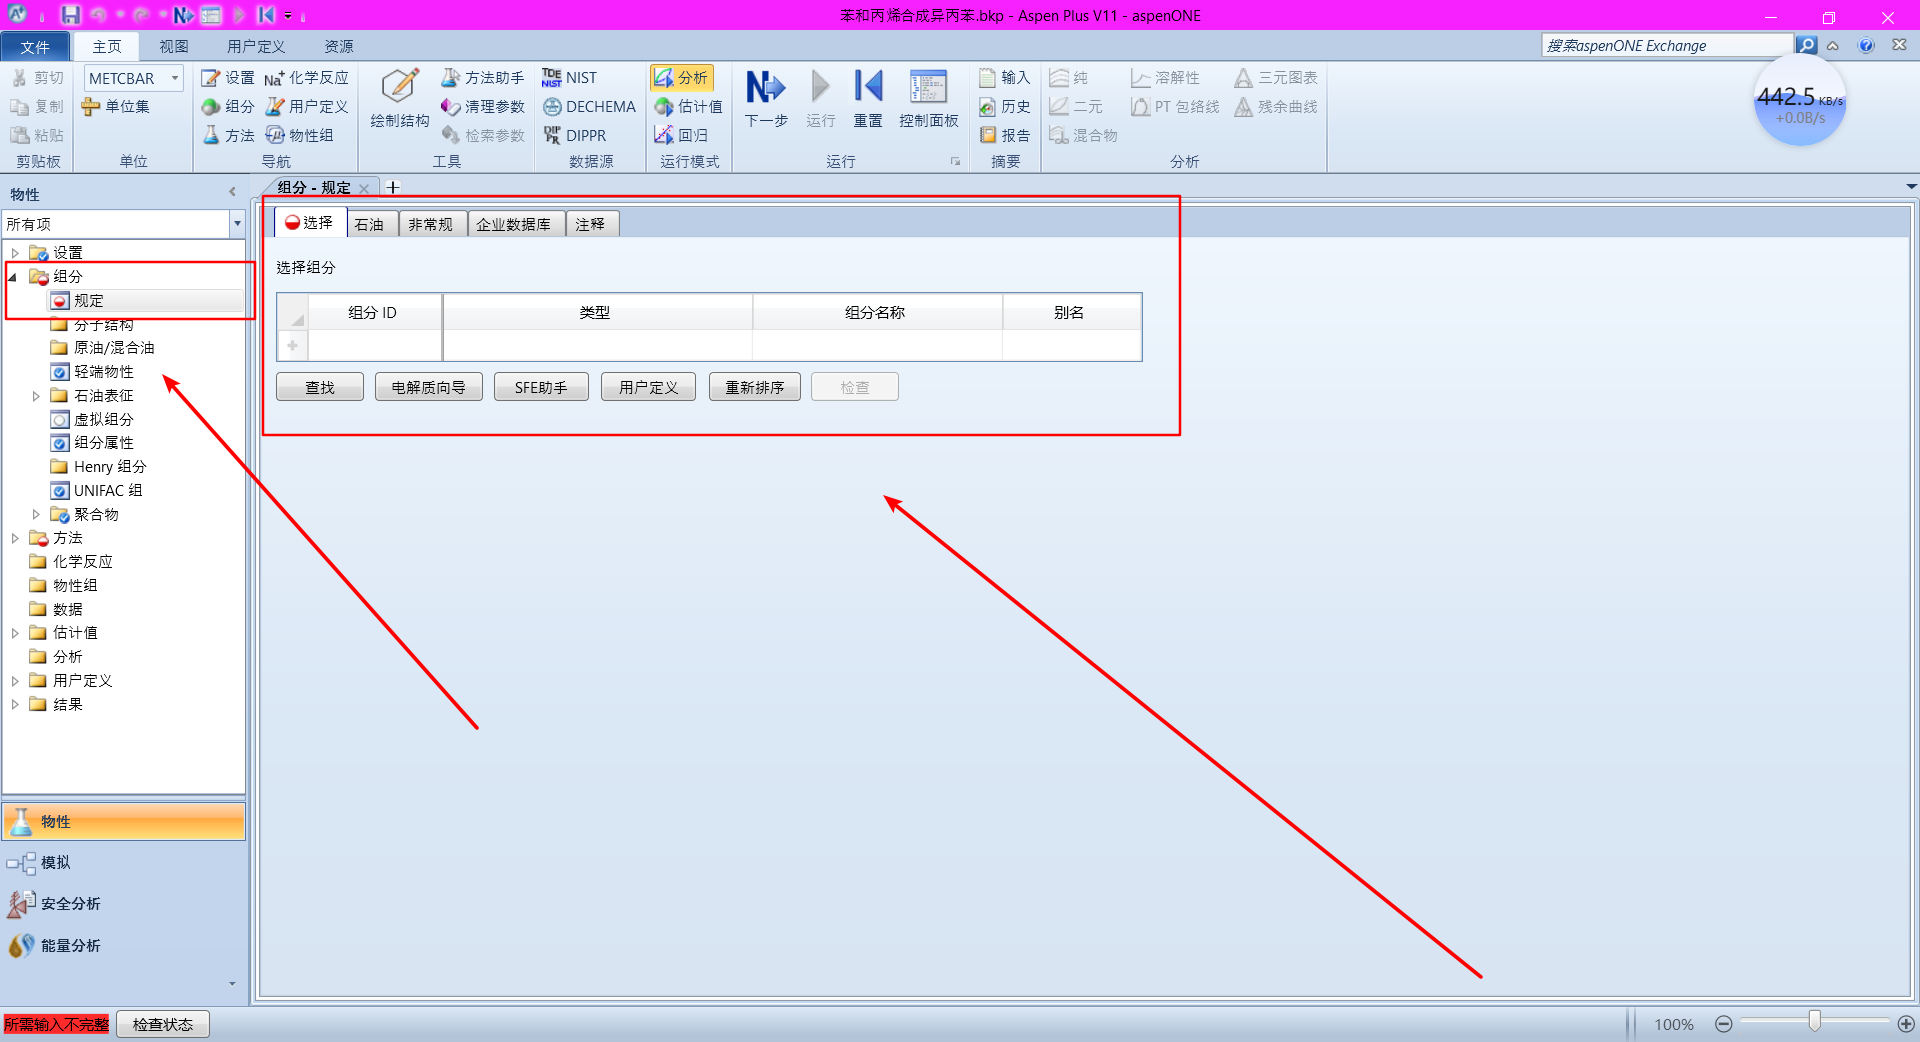 苯和丙烯合成异丙苯.bkp - Aspen Plus V11 - aspenONE
文件 主页 视图 用户定义 资源
搜索aspenONE Exchange
剪切
复制
粘贴
剪贴板
METCBAR
单位集
单位
设置
组分
方法
Na+ 化学反应
用户定义
物性组
导航
绘制结构
方法助手
清理参数
检索参数
工具
TDE NIST NIST
DECHEMA
DIP PR DIPPR
数据源
分析
估计值
回归
运行模式
N
下一步
运行
重置
控制面板
运行
输入
历史
报告
摘要
纯
二元
混合物
溶解性
PT 包络线
三元图表
残余曲线
分析
442.5 KB/s
+0.0B/s
物性
所有项
设置
组分
规定
分子结构
原油/混合油
轻端物性
石油表征
虚拟组分
组分属性
Henry 组分
UNIFAC 组
聚合物
方法
化学反应
物性组
数据
估计值
分析
用户定义
结果
物性
模拟
安全分析
能量分析
组分 - 规定
选择 石油 非常规 企业数据库 注释
选择组分
组分 ID 类型 组分名称 别名
查找 电解质向导 SFE助手 用户定义 重新排序 检查
所需输入不完整 检查状态
100%